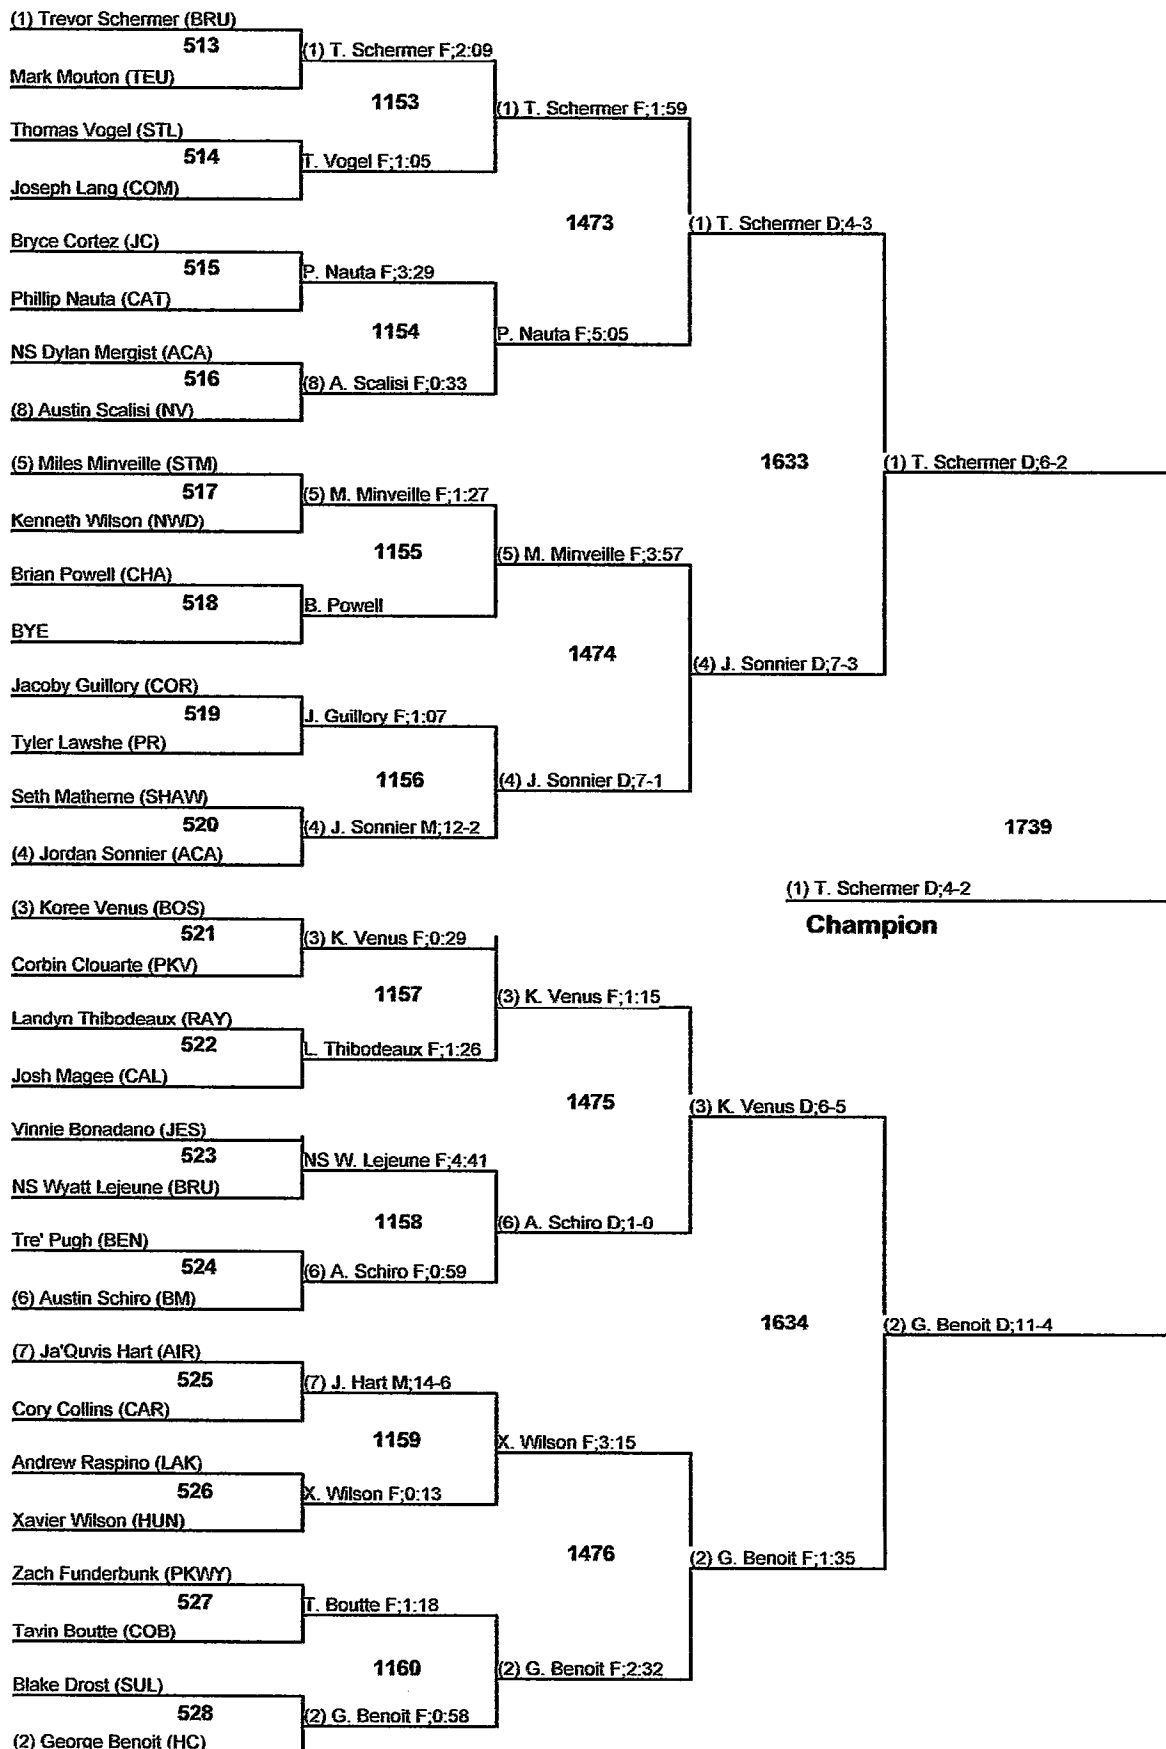 (1) Trevor Schermer (BRU)
513
Mark Mouton (TEU)
(1) T. Schermer F;2:09
1153
Thomas Vogel (STL)
514
Joseph Lang (COM)
T. Vogel F;1:05
(1) T. Schermer F;1:59
1473
Bryce Cortez (JC)
515
Phillip Nauta (CAT)
P. Nauta F;3:29
1154
NS Dylan Mergist (ACA)
516
(8) Austin Scalisi (NV)
(8) A. Scalisi F;0:33
P. Nauta F;5:05
(1) T. Schermer D;4-3
1633
(5) Miles Minveille (STM)
517
Kenneth Wilson (NWD)
(5) M. Minveille F;1:27
1155
Brian Powell (CHA)
518
BYE
B. Powell
(5) M. Minveille F;3:57
1474
Jacoby Guillory (COR)
519
Tyler Lawshe (PR)
J. Guillory F;1:07
1156
Seth Matherne (SHAW)
520
(4) Jordan Sonnier (ACA)
(4) J. Sonnier M;12-2
(4) J. Sonnier D;7-1
(4) J. Sonnier D;7-3
(1) T. Schermer D;6-2
1739
(1) T. Schermer D;4-2
Champion
(3) Koree Venus (BOS)
521
Corbin Clouarte (PKV)
(3) K. Venus F;0:29
1157
Landyn Thibodeaux (RAY)
522
Josh Magee (CAL)
L. Thibodeaux F;1:26
(3) K. Venus F;1:15
1475
Vinnie Bonadano (JES)
523
NS Wyatt Lejeune (BRU)
NS W. Lejeune F;4:41
1158
Tre' Pugh (BEN)
524
(6) Austin Schiro (BM)
(6) A. Schiro F;0:59
(6) A. Schiro D;1-0
(3) K. Venus D;6-5
1634
(7) Ja'Quvis Hart (AIR)
525
Cory Collins (CAR)
(7) J. Hart M;14-6
1159
Andrew Raspino (LAK)
526
Xavier Wilson (HUN)
X. Wilson F;0:13
X. Wilson F;3:15
1476
Zach Funderbunk (PKWY)
527
Tavin Boutte (COB)
T. Boutte F;1:18
1160
Blake Drost (SUL)
528
(2) George Benoit (HC)
(2) G. Benoit F;0:58
(2) G. Benoit F;2:32
(2) G. Benoit F;1:35
(2) G. Benoit D;11-4